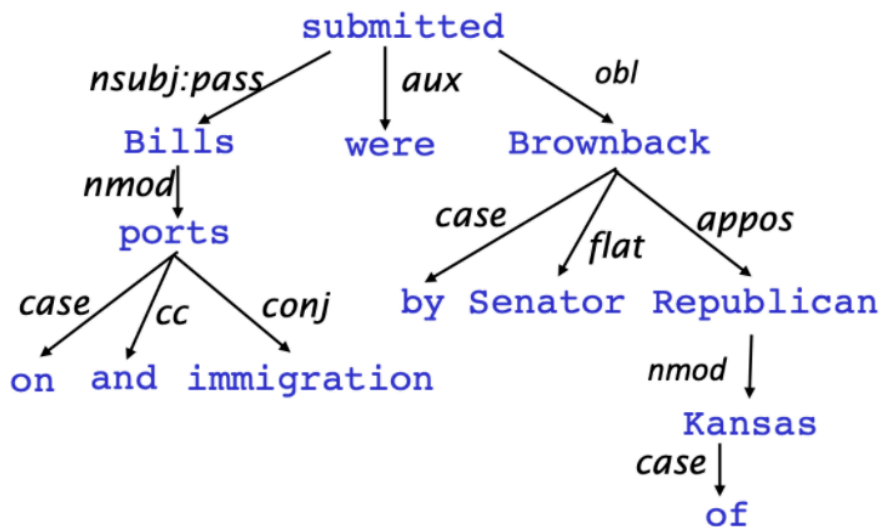 submitted
nsubj:pass aux obl
Bills were Brownback
nmod case flat appos
ports
by Senator Republican
case cc conj
on and immigration
nmod
Kansas
case
of